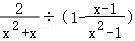 2/(x²+x) ÷ (1-(x-1)/(x²-1))